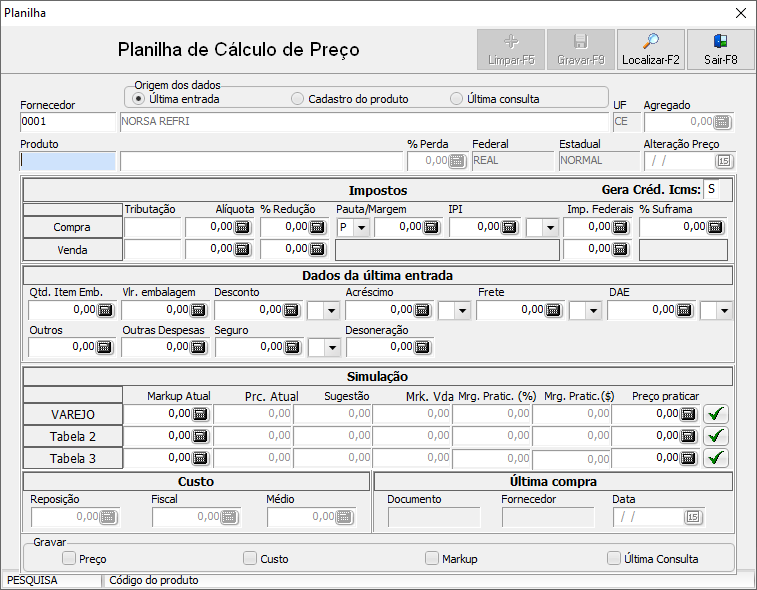 Planilha
Planilha de Cálculo de Preço
Limpar-F5 Gravar-F9 Localizar-F2 Sair-F8
Origem dos dados
Última entrada Cadastro do produto Última consulta
Fornecedor UF Agregado
0001 NORSA REFRI CE 0,00
Produto % Perda Federal Estadual Alteração Preço
0,00 REAL NORMAL / / 15
Impostos Gera Créd. Icms: S
Tributação Alíquota % Redução Pauta/Margem IPI Imp. Federais % Suframa
Compra 0,00 0,00 P 0,00 0,00 0,00 0,00
Venda 0,00 0,00 0,00
Dados da última entrada
Qtd. Item Emb. Vlr. embalagem Desconto Acréscimo Frete DAE
0,00 0,00 0,00 0,00 0,00 0,00
Outros Outras Despesas Seguro Desoneração
0,00 0,00 0,00 0,00
Simulação
Markup Atual Prc. Atual Sugestão Mrk. Vda Mrg. Pratic. (%) Mrg. Pratic.($) Preço praticar
VAREJO 0,00 0,00 0,00 0,00 0,00 0,00 0,00
Tabela 2 0,00 0,00 0,00 0,00 0,00 0,00 0,00
Tabela 3 0,00 0,00 0,00 0,00 0,00 0,00 0,00
Custo Última compra
Reposição Fiscal Médio Documento Fornecedor Data
0,00 0,00 0,00 / / 15
Gravar
Preço Custo Markup Última Consulta
PESQUISA Código do produto